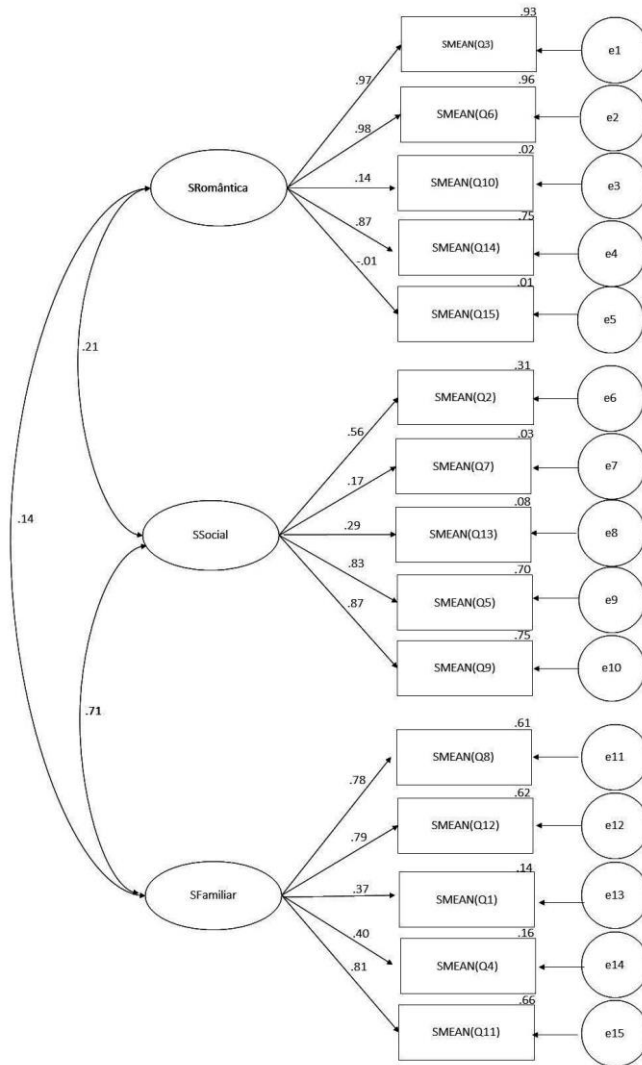 .93
SMEAN(Q3)
e1
.97
.96
SMEAN(Q6)
e2
.98
SRomântica
.02
SMEAN(Q10)
e3
.14
.75
SMEAN(Q14)
e4
.87
.01
SMEAN(Q15)
e5
-.01
.21
.31
SMEAN(Q2)
e6
.56
.03
SMEAN(Q7)
e7
.17
.14
SSocial
.08
SMEAN(Q13)
e8
.29
.70
SMEAN(Q5)
e9
.83
.75
SMEAN(Q9)
e10
.87
.71
.61
SMEAN(Q8)
e11
.78
.62
SMEAN(Q12)
e12
.79
SFamiliar
.14
SMEAN(Q1)
e13
.37
.16
SMEAN(Q4)
e14
.40
.66
SMEAN(Q11)
e15
.81